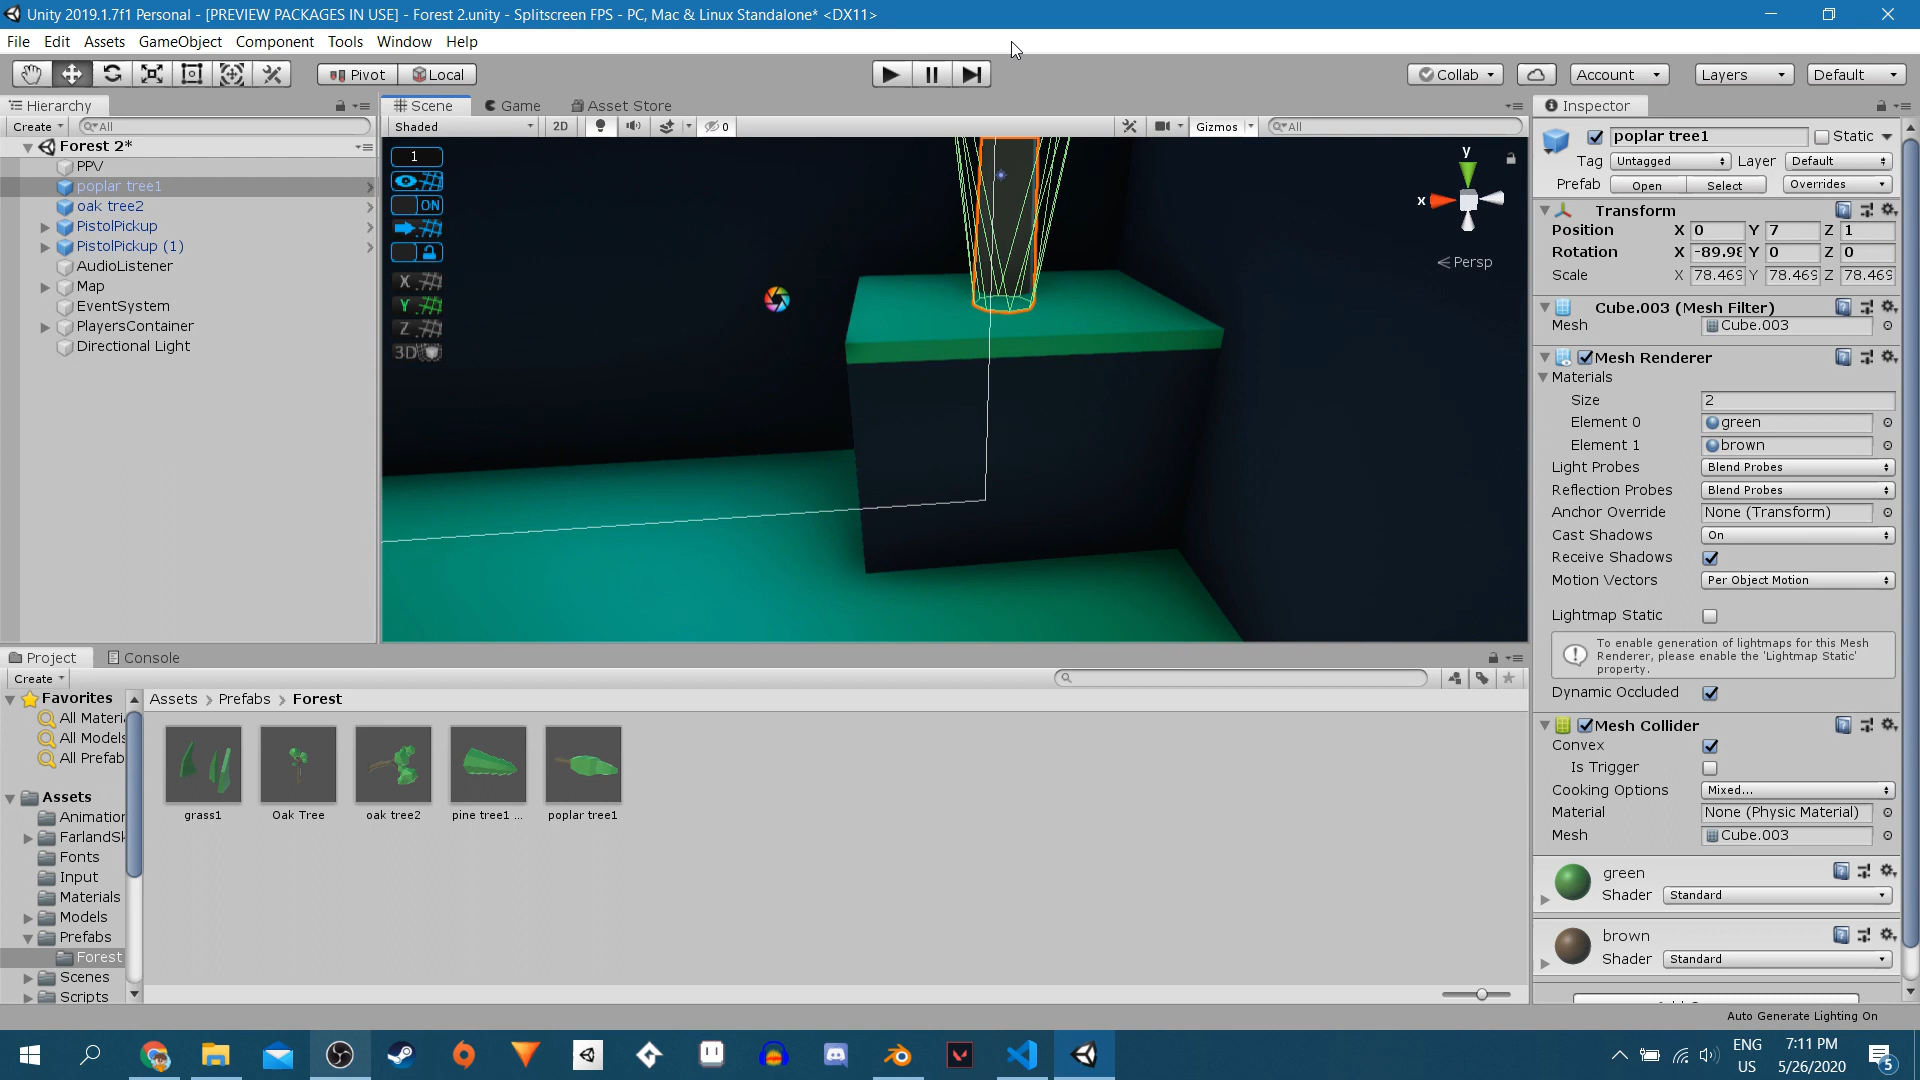 Unity 2019.1.7f1 Personal - [PREVIEW PACKAGES IN USE] - Forest 2.unity - Splitscreen FPS - PC, Mac & Linux Standalone* <DX11>
File Edit Assets GameObject Component Tools Window Help
Pivot Local Collab Account Layers Default
Hierarchy
Create All
Forest 2*
PPV
poplar tree1
oak tree2
PistolPickup
PistolPickup (1)
AudioListener
Map
EventSystem
PlayersContainer
Directional Light
Scene Game Asset Store
Shaded 2D 0 Gizmos All
1
ON
X
Y
Z
3D
y
x
Persp
Inspector
poplar tree1 Static
Tag Untagged Layer Default
Prefab Open Select Overrides
Transform
Position X 0 Y 7 Z 1
Rotation X -89.98 Y 0 Z 0
Scale X 78.469 Y 78.469 Z 78.469
Cube.003 (Mesh Filter)
Mesh Cube.003
Mesh Renderer
Materials
Size 2
Element 0 green
Element 1 brown
Light Probes Blend Probes
Reflection Probes Blend Probes
Anchor Override None (Transform)
Cast Shadows On
Receive Shadows
Motion Vectors Per Object Motion
Lightmap Static
To enable generation of lightmaps for this Mesh
Renderer, please enable the 'Lightmap Static'
property.
Dynamic Occluded
Mesh Collider
Convex
Is Trigger
Cooking Options Mixed...
Material None (Physic Material)
Mesh Cube.003
green
Shader Standard
brown
Shader Standard
Project Console
Create
Favorites
All Materia
All Models
All Prefab
Assets
Animation
FarlandSk
Fonts
Input
Materials
Models
Prefabs
Forest
Scenes
Scripts
Assets > Prefabs > Forest
grass1 Oak Tree oak tree2 pine tree1 ... poplar tree1
Auto Generate Lighting On
ENG
US
7:11 PM
5/26/2020
5